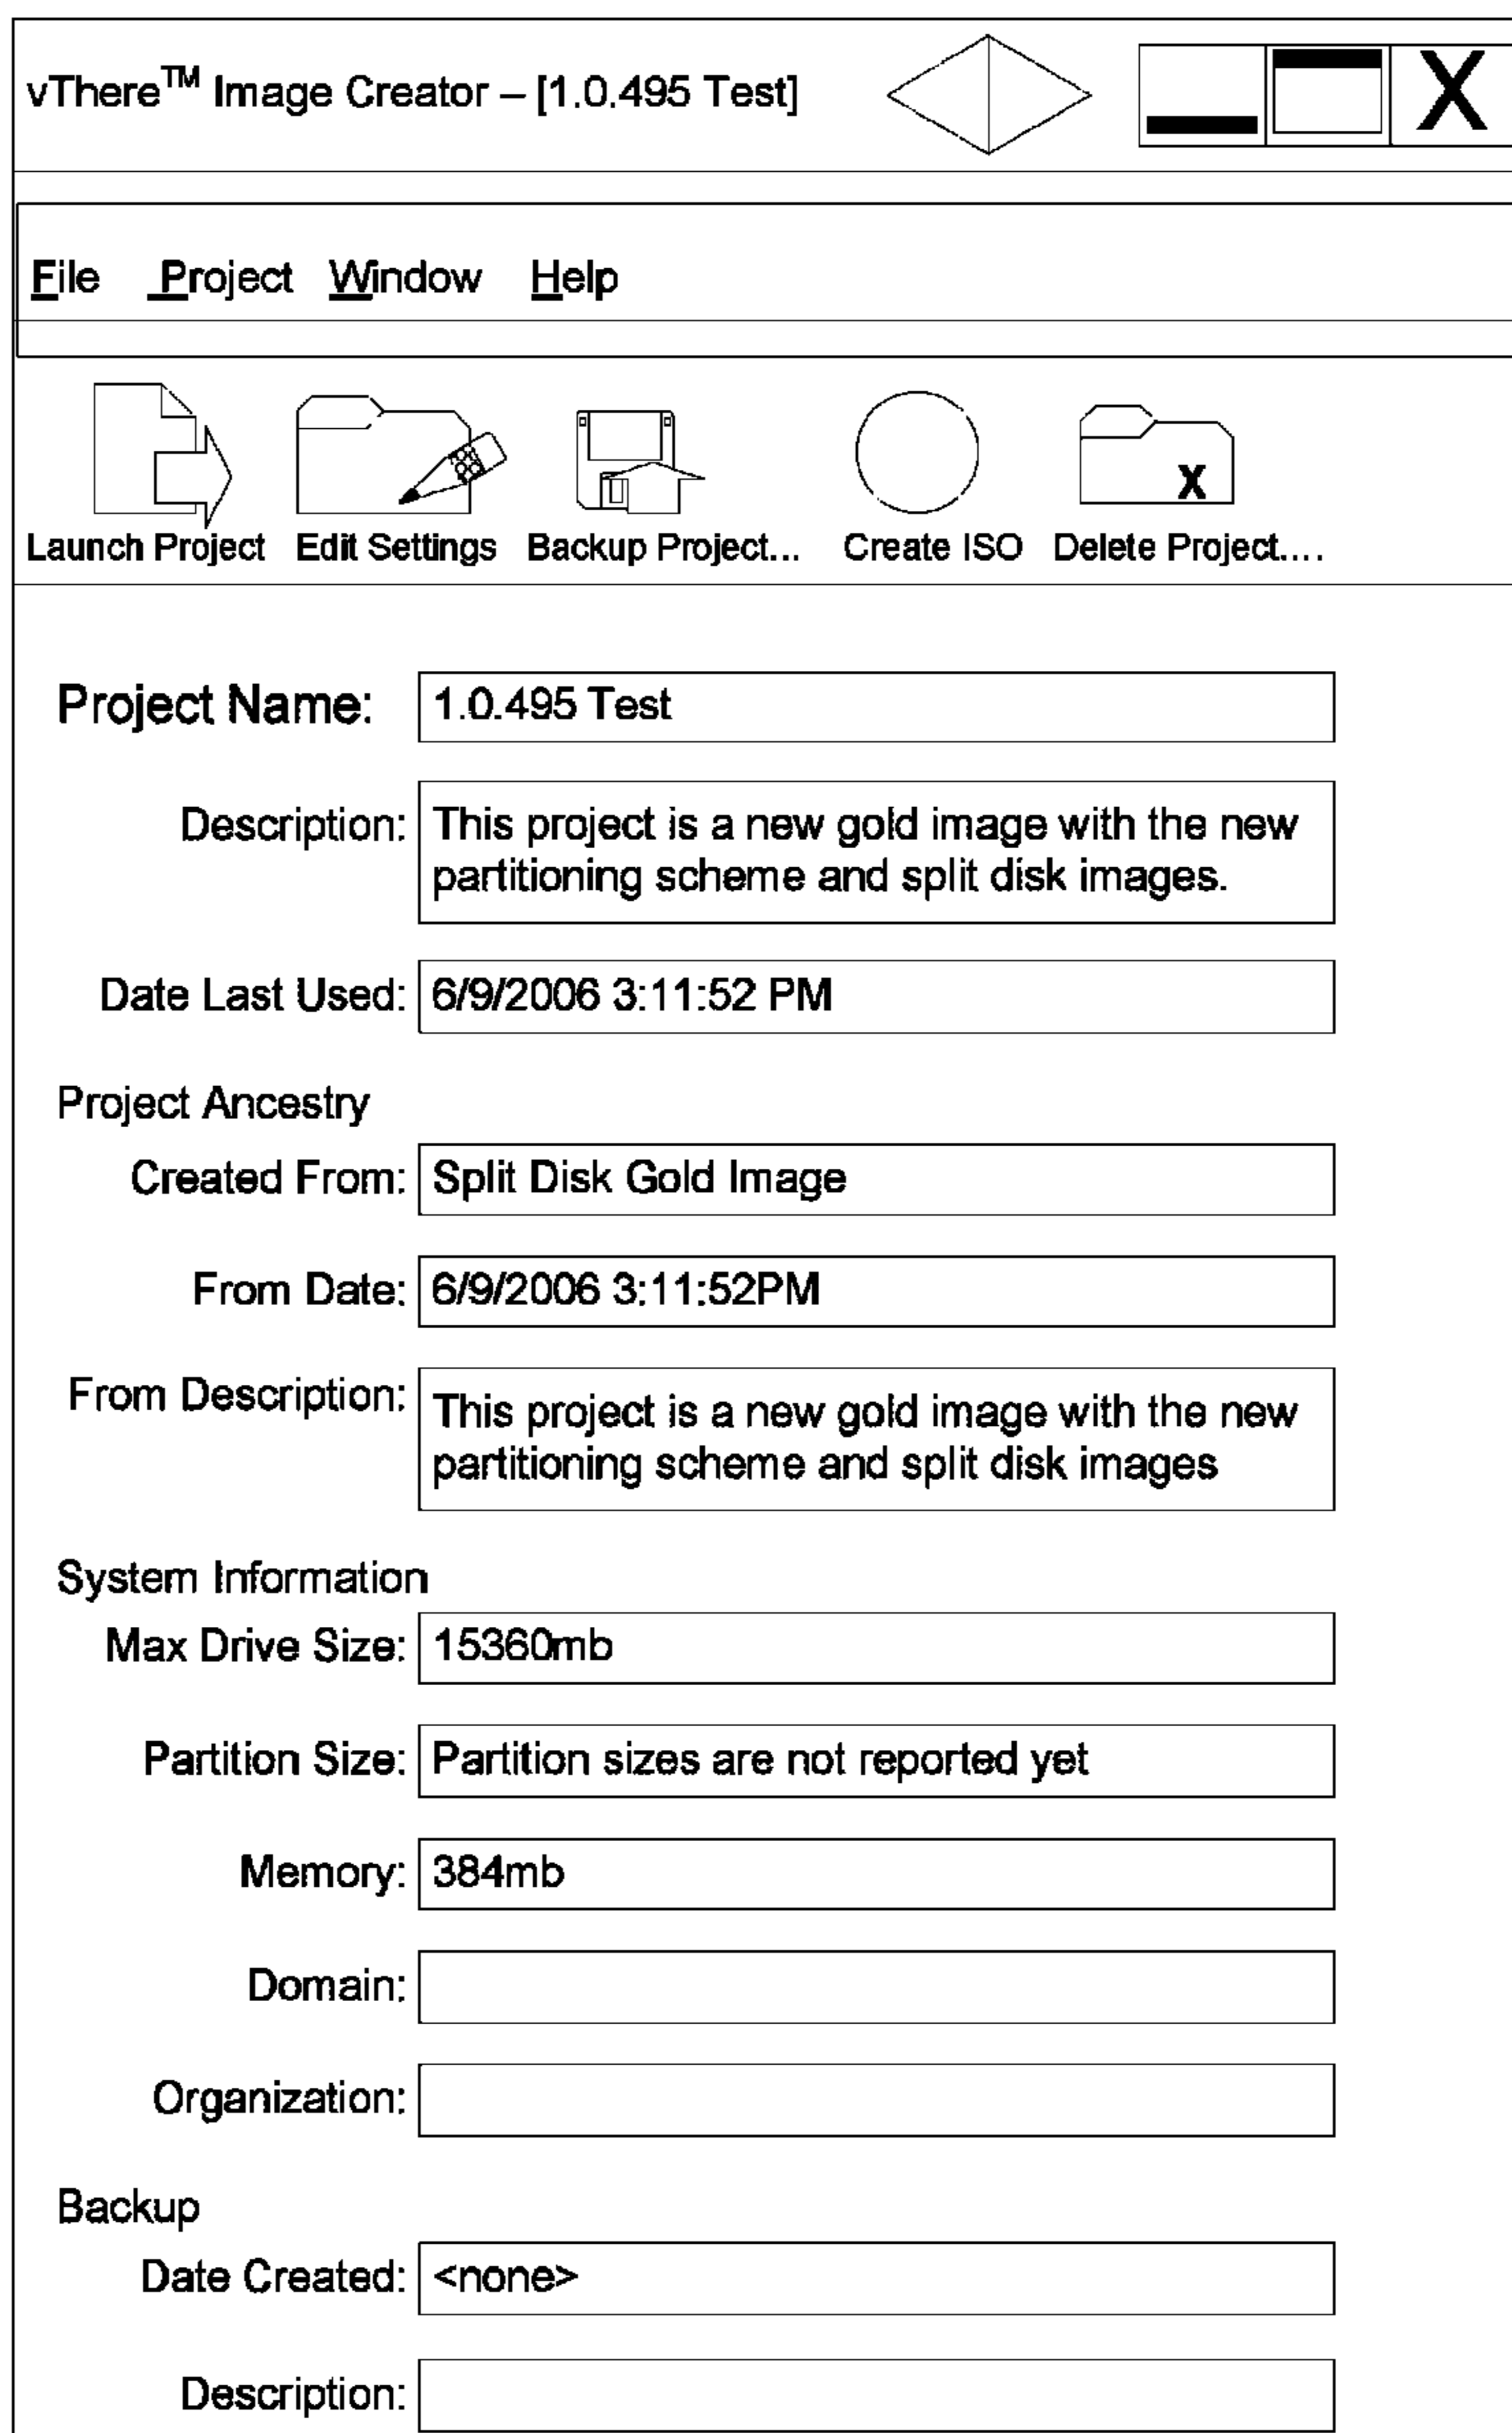 vThere™ Image Creator – [1.0.495 Test]
X
File Project Window Help
X
Launch Project Edit Settings Backup Project... Create ISO Delete Project....
Project Name: 1.0.495 Test
Description: This project is a new gold image with the new
partitioning scheme and split disk images.
Date Last Used: 6/9/2006 3:11:52 PM
Project Ancestry
Created From: Split Disk Gold Image
From Date: 6/9/2006 3:11:52PM
From Description: This project is a new gold image with the new
partitioning scheme and split disk images
System Information
Max Drive Size: 15360mb
Partition Size: Partition sizes are not reported yet
Memory: 384mb
Domain:
Organization:
Backup
Date Created: <none>
Description: